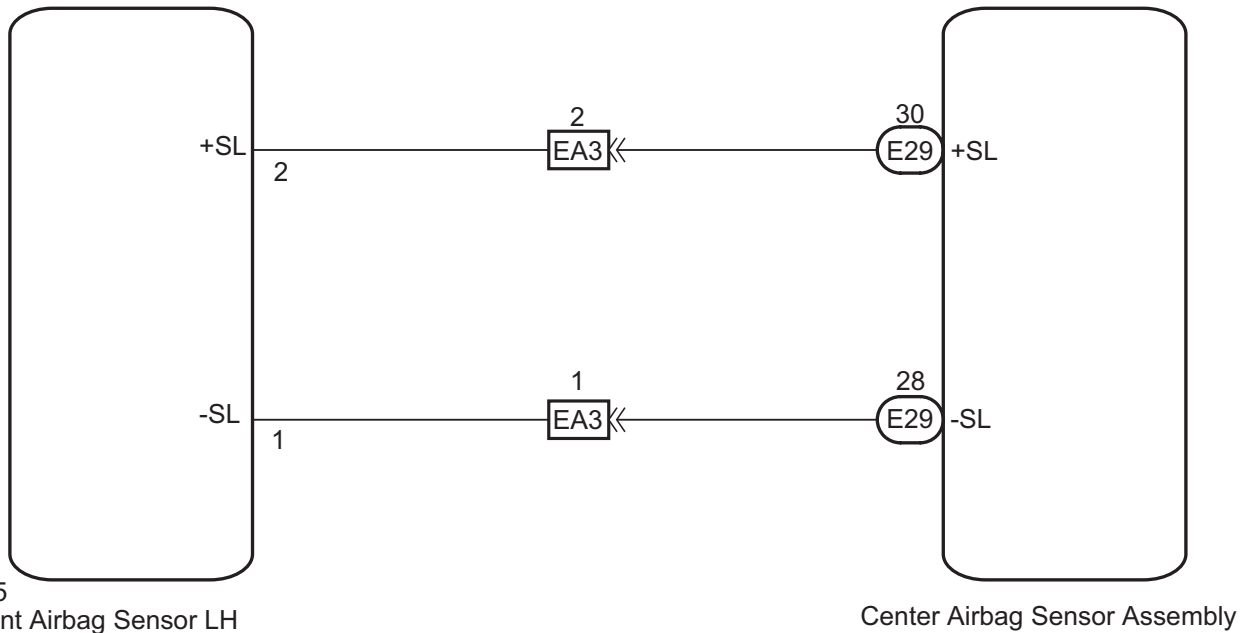 2
30
+SL
EA3
E29
+SL
2
1
28
-SL
EA3
E29
-SL
1
5
nt Airbag Sensor LH
Center Airbag Sensor Assembly